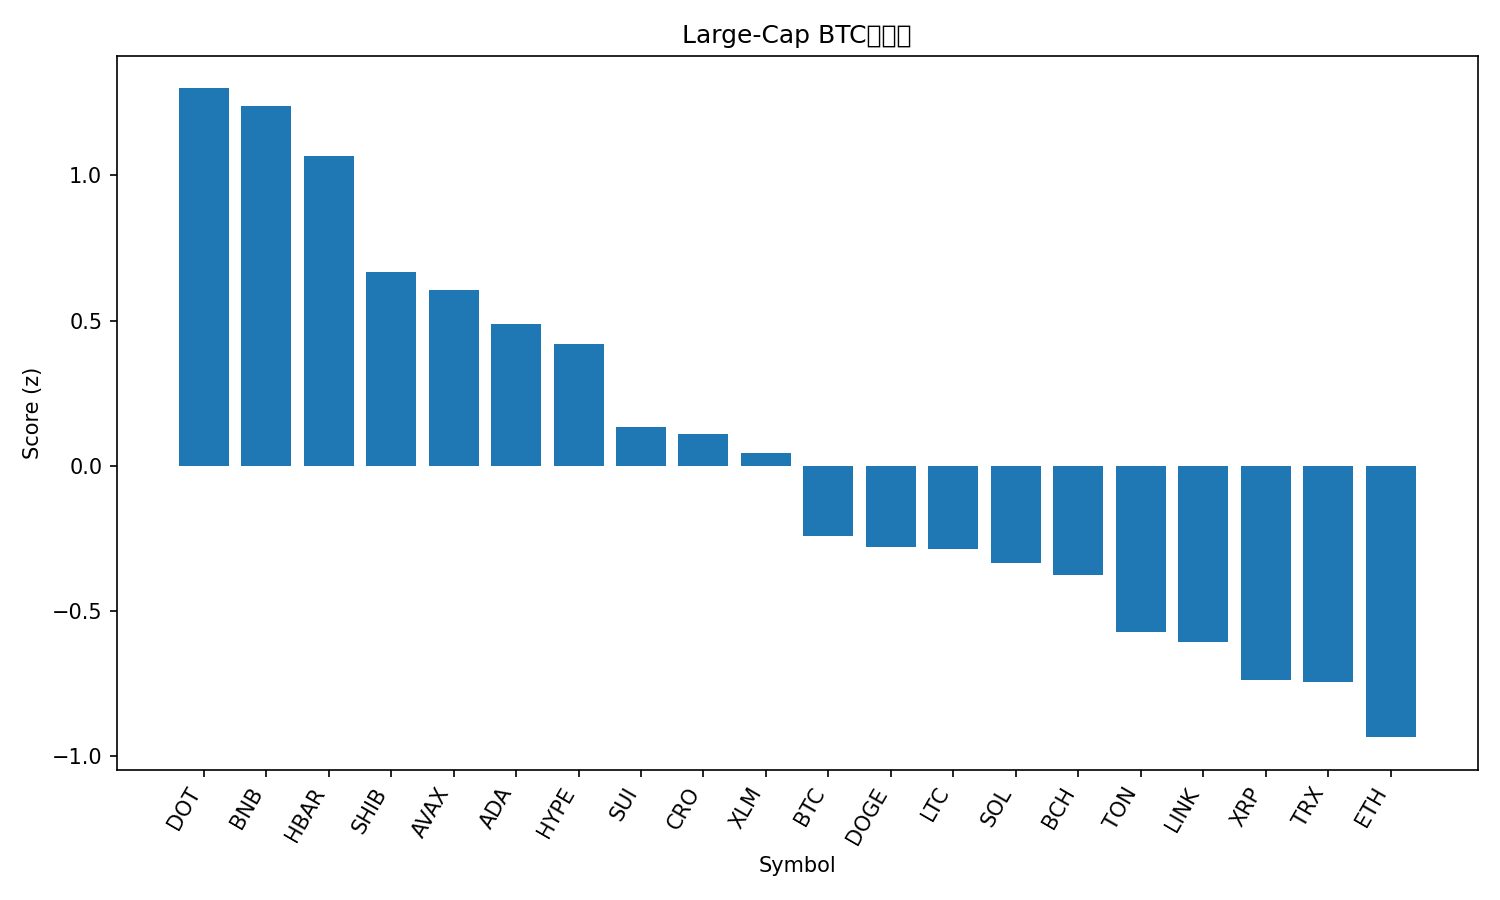 Large-Cap BTC
1.0
0.5
0.0
−0.5
−1.0
Score (z)
DOT
BNB
HBAR
SHIB
AVAX
ADA
HYPE
SUI
CRO
XLM
BTC
DOGE
LTC
SOL
BCH
TON
LINK
XRP
TRX
ETH
Symbol